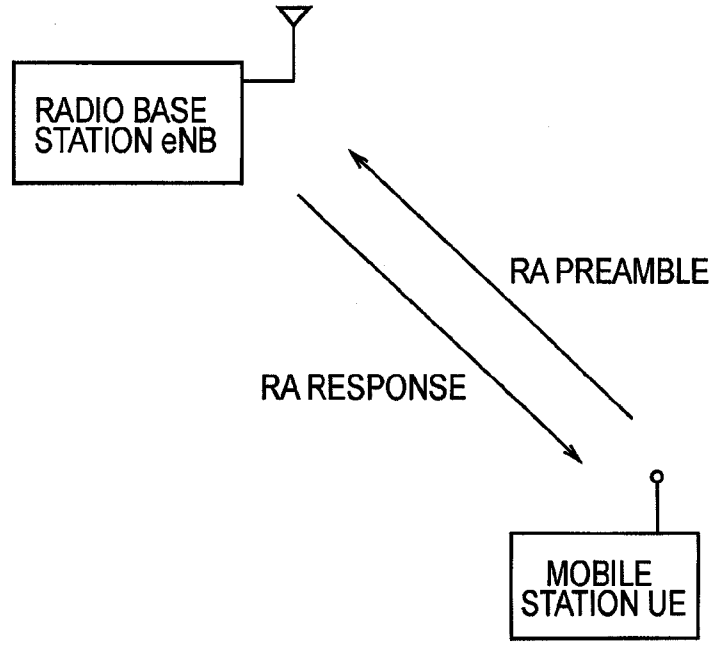 RADIO BASE
STATION eNB
RA PREAMBLE
RA RESPONSE
MOBILE
STATION UE